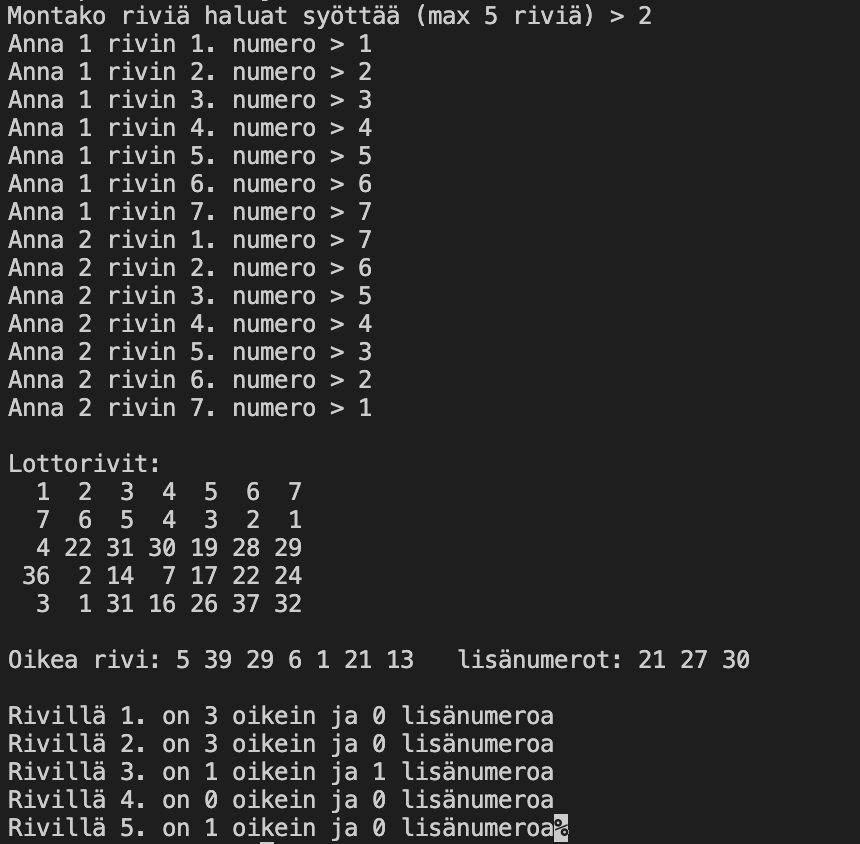 Montako riviä haluat syöttää (max 5 riviä) > 2
Anna 1 rivin 1. numero > 1
Anna 1 rivin 2. numero > 2
Anna 1 rivin 3. numero > 3
Anna 1 rivin 4. numero > 4
Anna 1 rivin 5. numero > 5
Anna 1 rivin 6. numero > 6
Anna 1 rivin 7. numero > 7
Anna 2 rivin 1. numero > 7
Anna 2 rivin 2. numero > 6
Anna 2 rivin 3. numero > 5
Anna 2 rivin 4. numero > 4
Anna 2 rivin 5. numero > 3
Anna 2 rivin 6. numero > 2
Anna 2 rivin 7. numero > 1
Lottorivit:
1 2 3 4 5 6 7
7 6 5 4 3 2 1
4 22 31 30 19 28 29
36 2 14 7 17 22 24
3 1 31 16 26 37 32
Oikea rivi: 5 39 29 6 1 21 13 lisänumerot: 21 27 30
Rivillä 1. on 3 oikein ja 0 lisänumeroa
Rivillä 2. on 3 oikein ja 0 lisänumeroa
Rivillä 3. on 1 oikein ja 1 lisänumeroa
Rivillä 4. on 0 oikein ja 0 lisänumeroa
Rivillä 5. on 1 oikein ja 0 lisänumeroa%